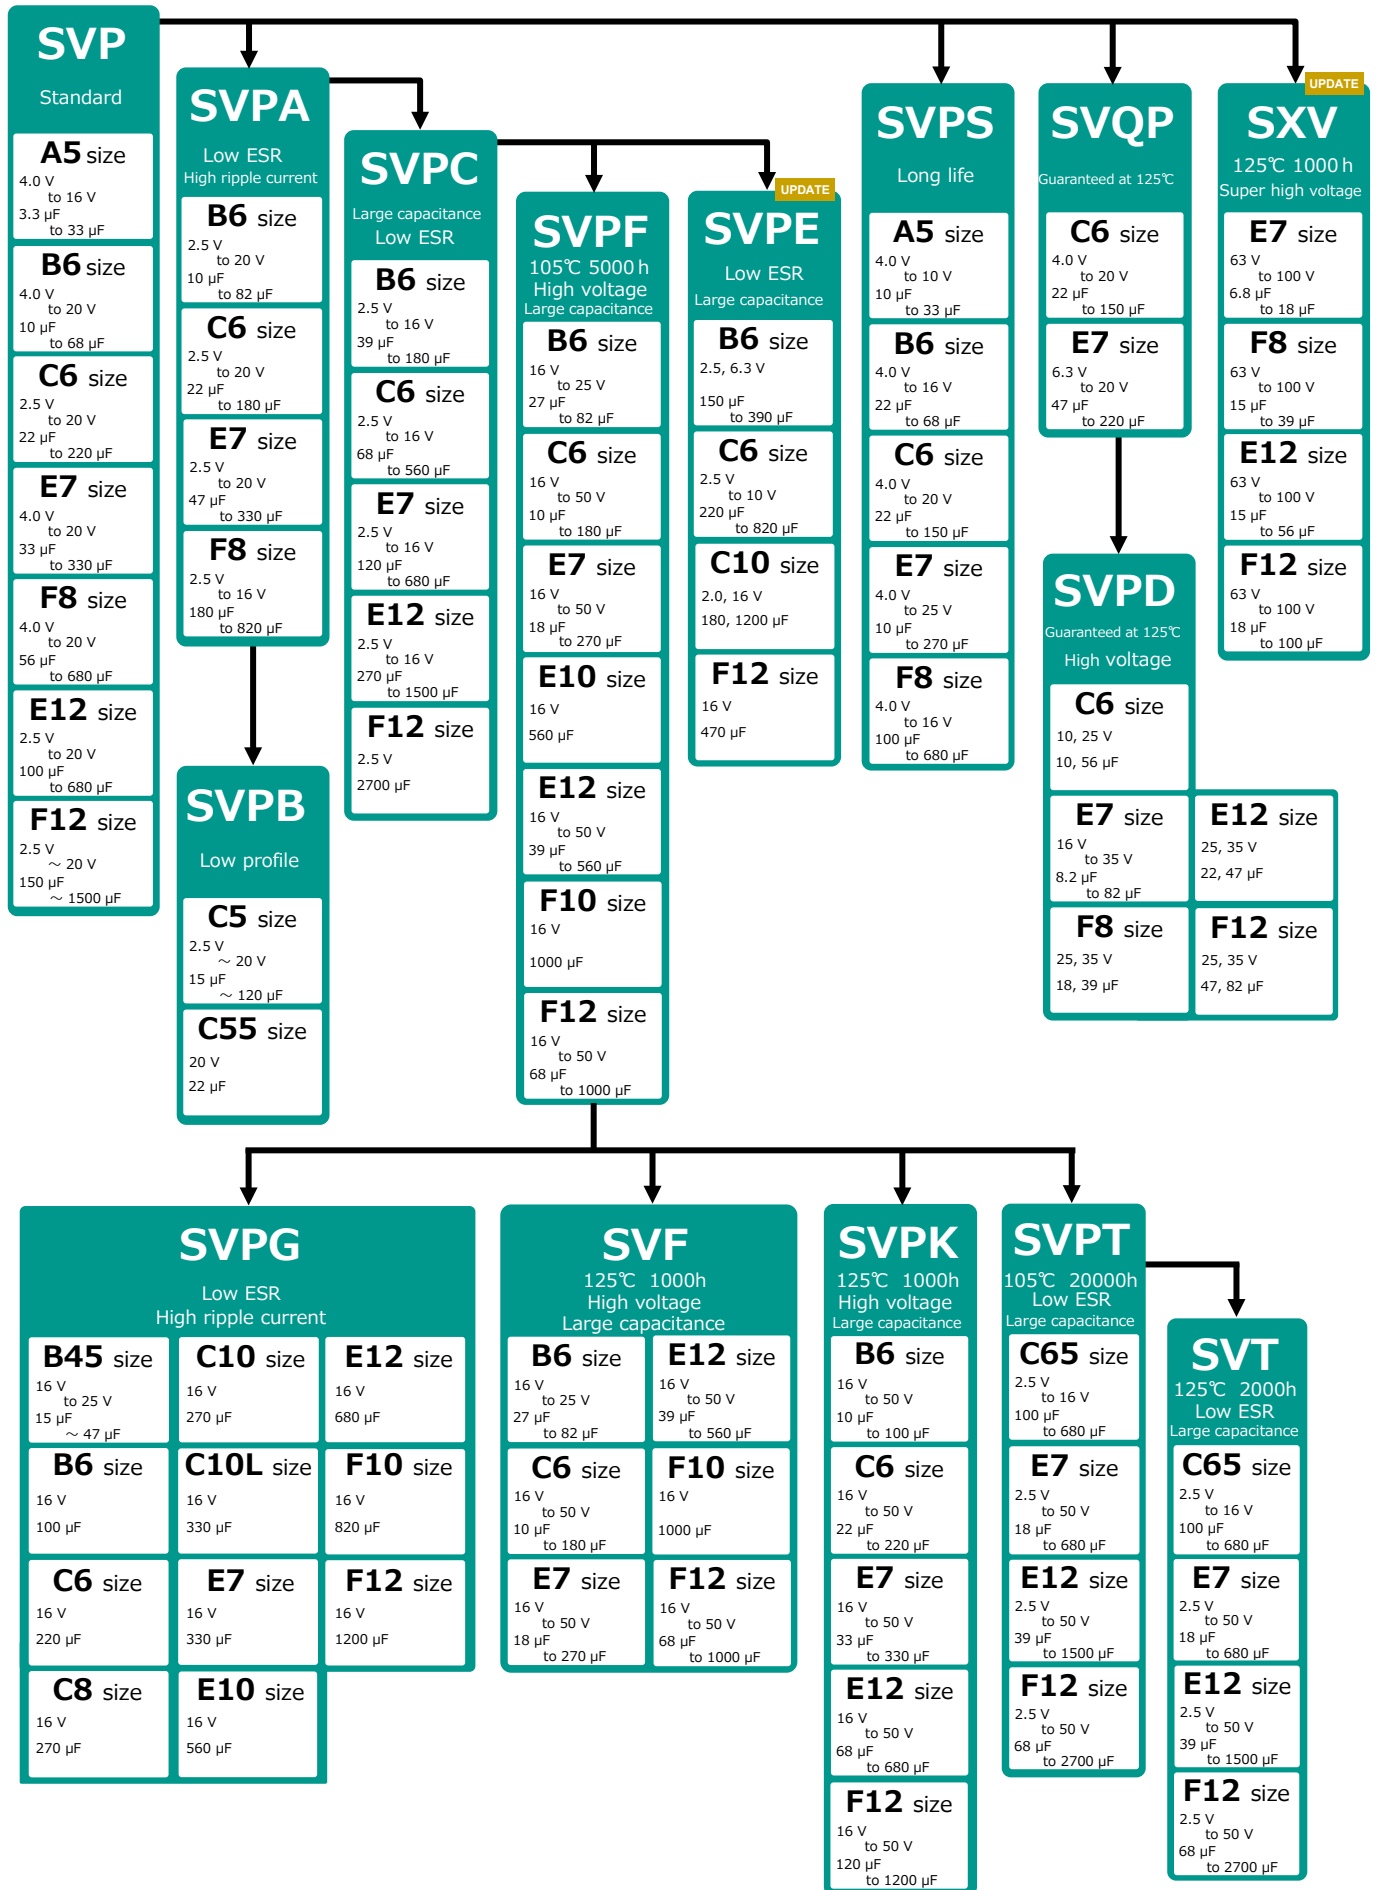 SVP
Standard
A5 size
4.0 V
to 16 V
3.3 µF
to 33 µF
B6 size
4.0 V
to 20 V
10 µF
to 68 µF
C6 size
2.5 V
to 20 V
22 µF
to 220 µF
E7 size
4.0 V
to 20 V
33 µF
to 330 µF
F8 size
4.0 V
to 20 V
56 µF
to 680 µF
E12 size
2.5 V
to 20 V
100 µF
to 680 µF
F12 size
2.5 V
～ 20 V
150 µF
～ 1500 µF
SVPA
Low ESR
High ripple current
B6 size
2.5 V
to 20 V
10 µF
to 82 µF
C6 size
2.5 V
to 20 V
22 µF
to 180 µF
E7 size
2.5 V
to 20 V
47 µF
to 330 µF
F8 size
2.5 V
to 16 V
180 µF
to 820 µF
SVPB
Low profile
C5 size
2.5 V
～ 20 V
15 µF
～ 120 µF
C55 size
20 V
22 µF
SVPC
Large capacitance
Low ESR
B6 size
2.5 V
to 16 V
39 µF
to 180 µF
C6 size
2.5 V
to 16 V
68 µF
to 560 µF
E7 size
2.5 V
to 16 V
120 µF
to 680 µF
E12 size
2.5 V
to 16 V
270 µF
to 1500 µF
F12 size
2.5 V
2700 µF
SVPF
105℃ 5000 h
High voltage
Large capacitance
B6 size
16 V
to 25 V
27 µF
to 82 µF
C6 size
16 V
to 50 V
10 µF
to 180 µF
E7 size
16 V
to 50 V
18 µF
to 270 µF
E10 size
16 V
560 µF
E12 size
16 V
to 50 V
39 µF
to 560 µF
F10 size
16 V
1000 µF
F12 size
16 V
to 50 V
68 µF
to 1000 µF
UPDATE
SVPE
Low ESR
Large capacitance
B6 size
2.5, 6.3 V
150 µF
to 390 µF
C6 size
2.5 V
to 10 V
220 µF
to 820 µF
C10 size
2.0, 16 V
180, 1200 µF
F12 size
16 V
470 µF
SVPS
Long life
A5 size
4.0 V
to 10 V
10 µF
to 33 µF
B6 size
4.0 V
to 16 V
22 µF
to 68 µF
C6 size
4.0 V
to 20 V
22 µF
to 150 µF
E7 size
4.0 V
to 25 V
10 µF
to 270 µF
F8 size
4.0 V
to 16 V
100 µF
to 680 µF
SVQP
Guaranteed at 125℃
C6 size
4.0 V
to 20 V
22 µF
to 150 µF
E7 size
6.3 V
to 20 V
47 µF
to 220 µF
SVPD
Guaranteed at 125℃
High voltage
C6 size
10, 25 V
10, 56 µF
E7 size
16 V
to 35 V
8.2 µF
to 82 µF
F8 size
25, 35 V
18, 39 µF
E12 size
25, 35 V
22, 47 µF
F12 size
25, 35 V
47, 82 µF
UPDATE
SXV
125℃ 1000 h
Super high voltage
E7 size
63 V
to 100 V
6.8 µF
to 18 µF
F8 size
63 V
to 100 V
15 µF
to 39 µF
E12 size
63 V
to 100 V
15 µF
to 56 µF
F12 size
63 V
to 100 V
18 µF
to 100 µF
SVPG
Low ESR
High ripple current
B45 size
16 V
to 25 V
15 µF
～ 47 µF
B6 size
16 V
100 µF
C6 size
16 V
220 µF
C8 size
16 V
270 µF
C10 size
16 V
270 µF
C10L size
16 V
330 µF
E7 size
16 V
330 µF
E10 size
16 V
560 µF
E12 size
16 V
680 µF
F10 size
16 V
820 µF
F12 size
16 V
1200 µF
SVF
125℃ 1000h
High voltage
Large capacitance
B6 size
16 V
to 25 V
27 µF
to 82 µF
C6 size
16 V
to 50 V
10 µF
to 180 µF
E7 size
16 V
to 50 V
18 µF
to 270 µF
E12 size
16 V
to 50 V
39 µF
to 560 µF
F10 size
16 V
1000 µF
F12 size
16 V
to 50 V
68 µF
to 1000 µF
SVPK
125℃ 1000h
High voltage
Large capacitance
B6 size
16 V
to 50 V
10 µF
to 100 µF
C6 size
16 V
to 50 V
22 µF
to 220 µF
E7 size
16 V
to 50 V
33 µF
to 330 µF
E12 size
16 V
to 50 V
68 µF
to 680 µF
F12 size
16 V
to 50 V
120 µF
to 1200 µF
SVPT
105℃ 20000h
Low ESR
Large capacitance
C65 size
2.5 V
to 16 V
100 µF
to 680 µF
E7 size
2.5 V
to 50 V
18 µF
to 680 µF
E12 size
2.5 V
to 50 V
39 µF
to 1500 µF
F12 size
2.5 V
to 50 V
68 µF
to 2700 µF
SVT
125℃ 2000h
Low ESR
Large capacitance
C65 size
2.5 V
to 16 V
100 µF
to 680 µF
E7 size
2.5 V
to 50 V
18 µF
to 680 µF
E12 size
2.5 V
to 50 V
39 µF
to 1500 µF
F12 size
2.5 V
to 50 V
68 µF
to 2700 µF